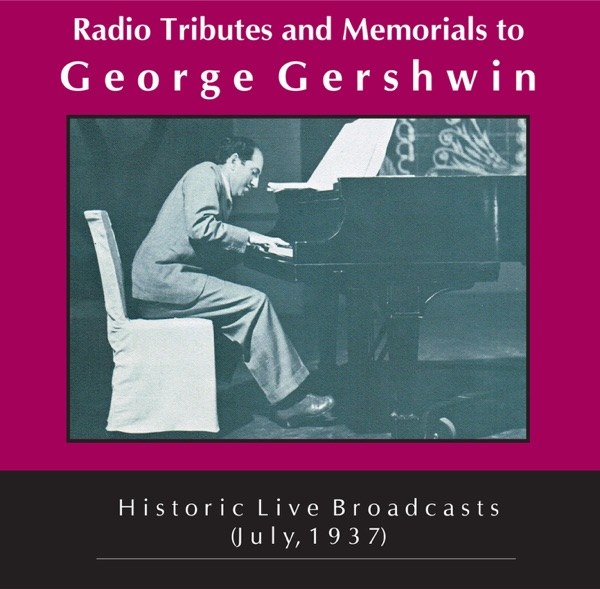 Radio Tributes and Memorials to
George Gershwin
Historic Live Broadcasts
(July, 1937)